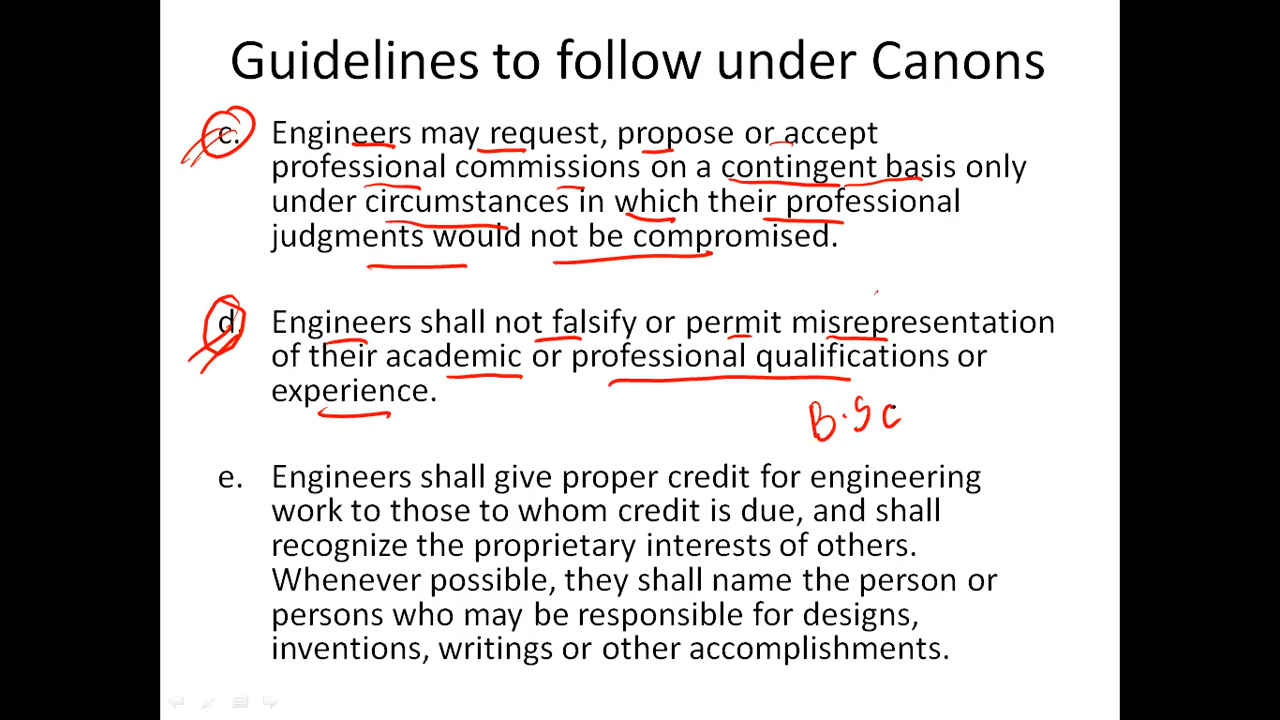 Guidelines to follow under Canons
c. Engineers may request, propose or accept
professional commissions on a contingent basis only
under circumstances in which their professional
judgments would not be compromised.
d. Engineers shall not falsify or permit misrepresentation
of their academic or professional qualifications or
experience.
B.Sc
e. Engineers shall give proper credit for engineering
work to those to whom credit is due, and shall
recognize the proprietary interests of others.
Whenever possible, they shall name the person or
persons who may be responsible for designs,
inventions, writings or other accomplishments.